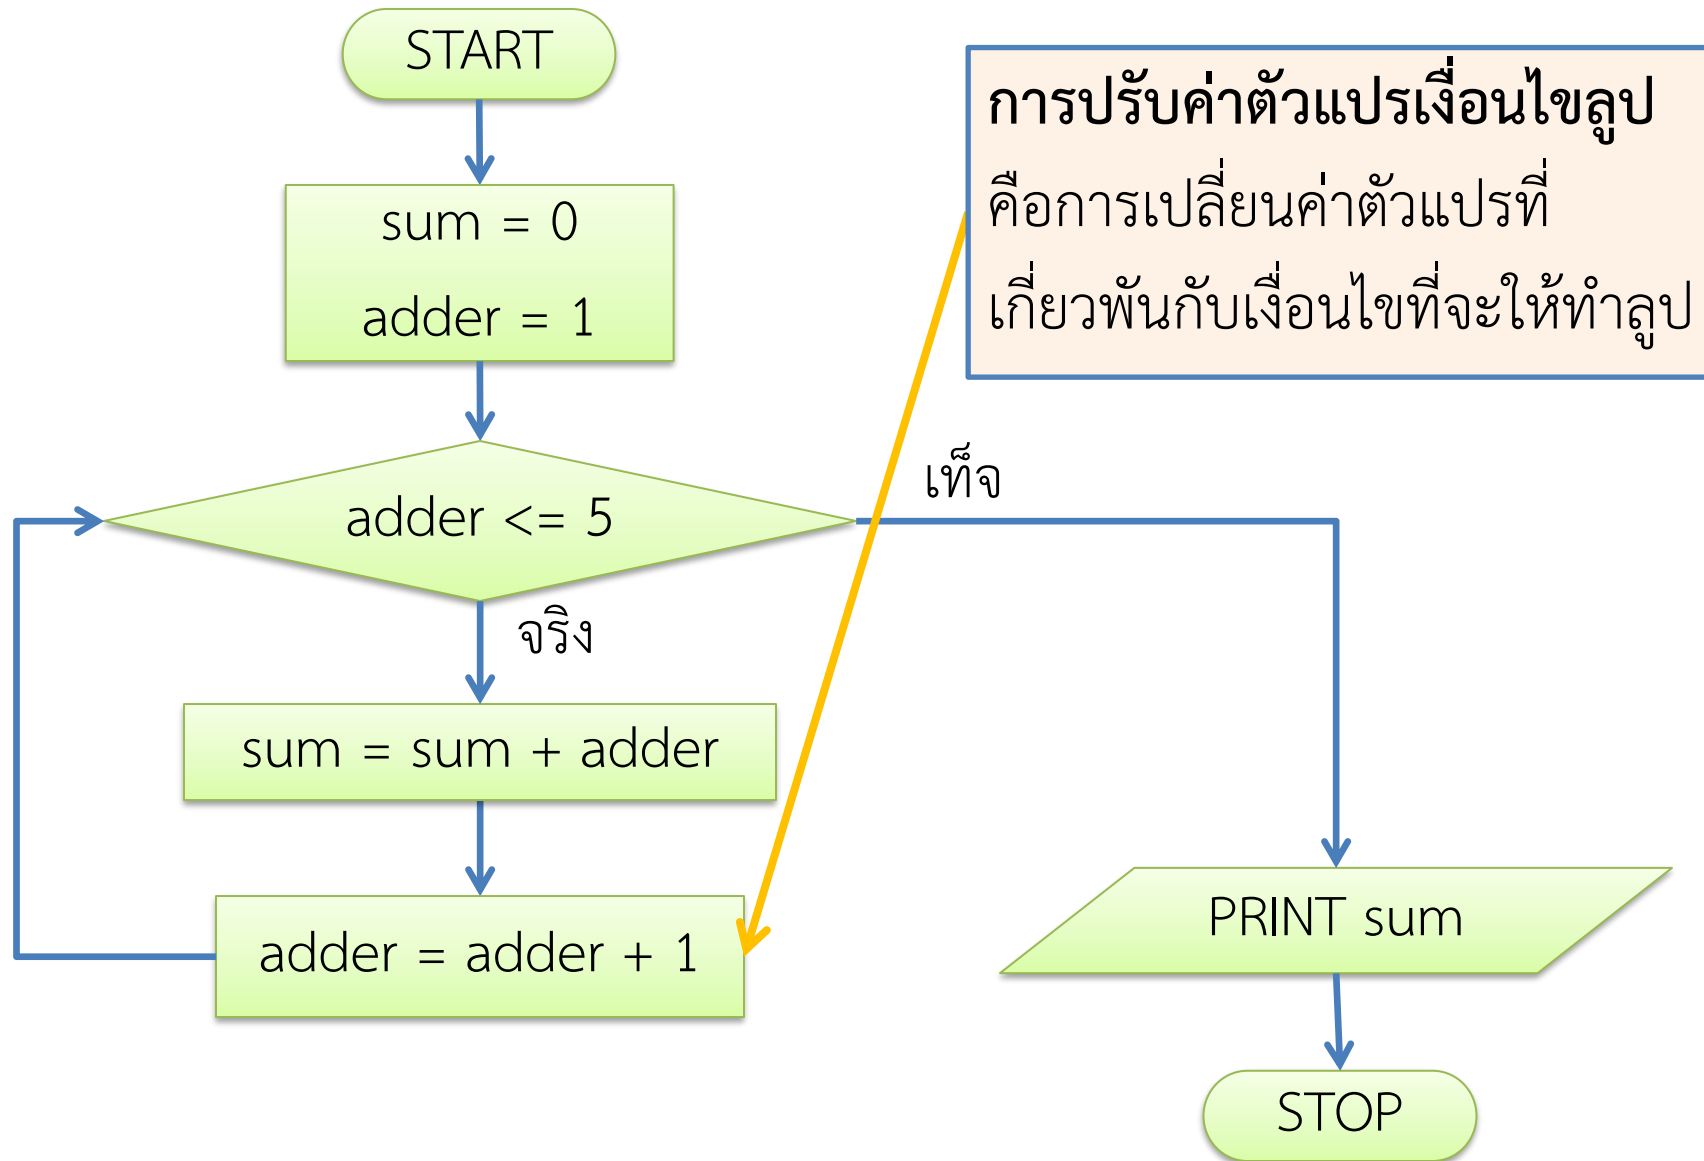 START
sum = 0
adder = 1
การปรับค่าตัวแปรเงื่อนไขลูป
คือการเปลี่ยนค่าตัวแปรที่
เกี่ยวพันกับเงื่อนไขที่จะให้ทำลูป
adder <= 5
เท็จ
จริง
sum = sum + adder
adder = adder + 1
PRINT sum
STOP